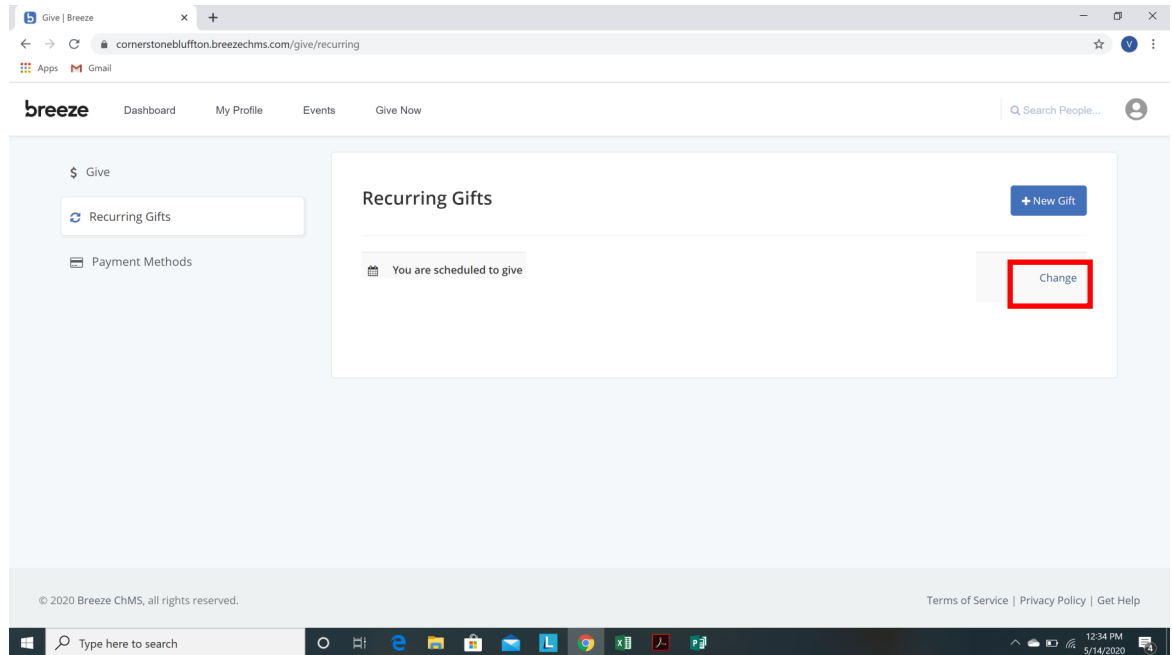 Give | Breeze
cornerstonebluffton.breezechms.com/give/recurring
V
Apps
Gmail
breeze
Dashboard
My Profile
Events
Give Now
Search People...
$ Give
Recurring Gifts
Payment Methods
Recurring Gifts
+ New Gift
You are scheduled to give
Change
© 2020 Breeze ChMS, all rights reserved.
Terms of Service | Privacy Policy | Get Help
Type here to search
12:34 PM
5/14/2020
4